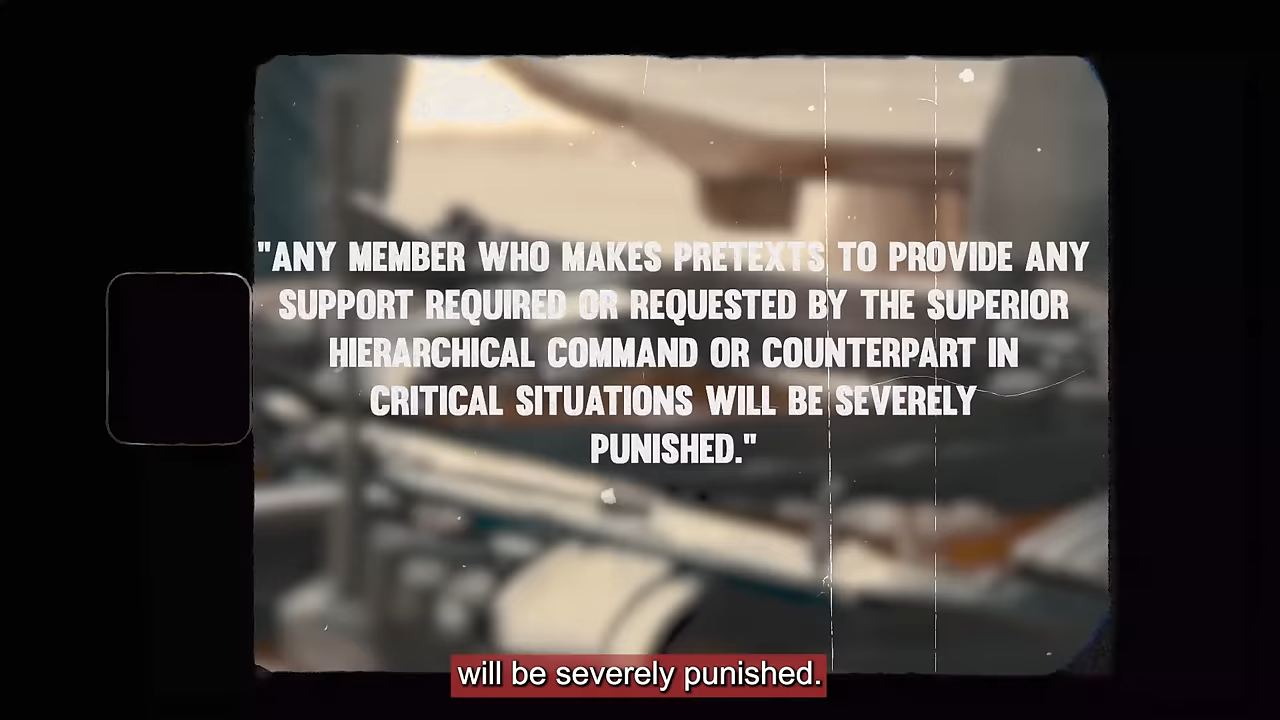 "ANY MEMBER WHO MAKES PRETEXTS TO PROVIDE ANY
SUPPORT REQUIRED OR REQUESTED BY THE SUPERIOR
HIERARCHICAL COMMAND OR COUNTERPART IN
CRITICAL SITUATIONS WILL BE SEVERELY
PUNISHED."
will be severely punished.